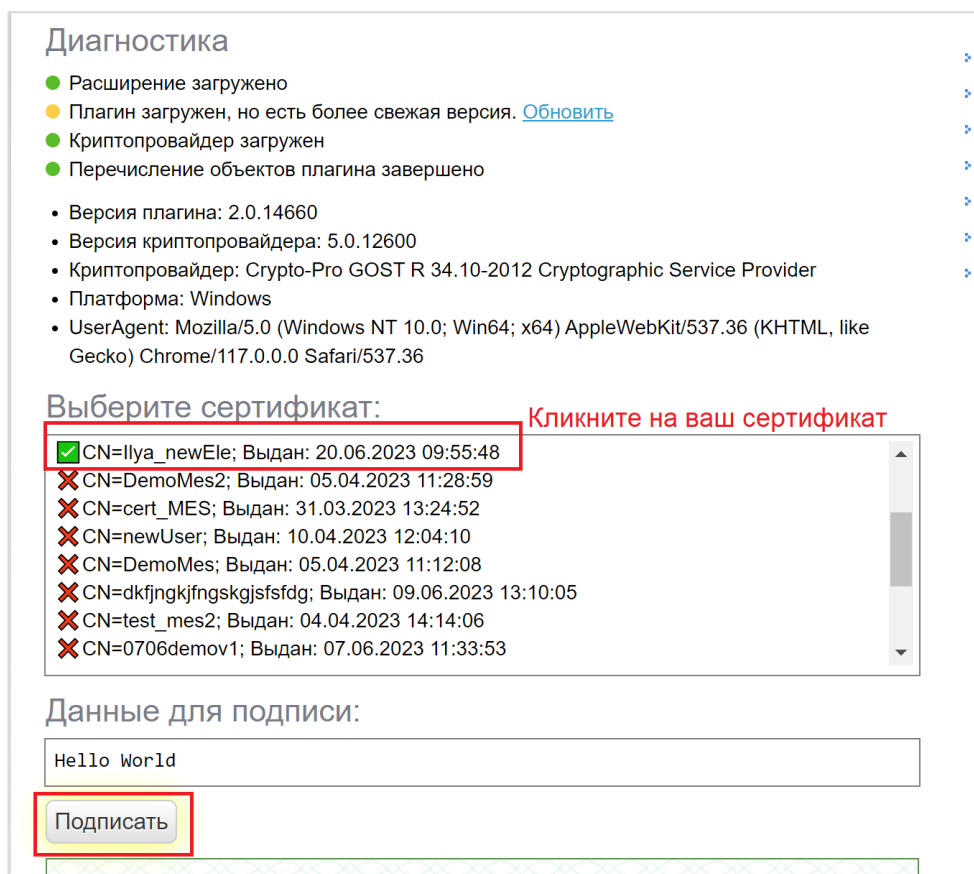 Диагностика
Расширение загружено
Плагин загружен, но есть более свежая версия. Обновить
Криптопровайдер загружен
Перечисление объектов плагина завершено
Версия плагина: 2.0.14660
Версия криптопровайдера: 5.0.12600
Криптопровайдер: Crypto-Pro GOST R 34.10-2012 Cryptographic Service Provider
Платформа: Windows
UserAgent: Mozilla/5.0 (Windows NT 10.0; Win64; x64) AppleWebKit/537.36 (KHTML, like
Gecko) Chrome/117.0.0.0 Safari/537.36
Выберите сертификат:
Кликните на ваш сертификат
CN=Ilya_newEle; Выдан: 20.06.2023 09:55:48
CN=DemoMes2; Выдан: 05.04.2023 11:28:59
CN=cert_MES; Выдан: 31.03.2023 13:24:52
CN=newUser; Выдан: 10.04.2023 12:04:10
CN=DemoMes; Выдан: 05.04.2023 11:12:08
CN=dkfjngkjfngskgjsfsfdg; Выдан: 09.06.2023 13:10:05
CN=test_mes2; Выдан: 04.04.2023 14:14:06
CN=0706demov1; Выдан: 07.06.2023 11:33:53
Данные для подписи:
Hello World
Подписать